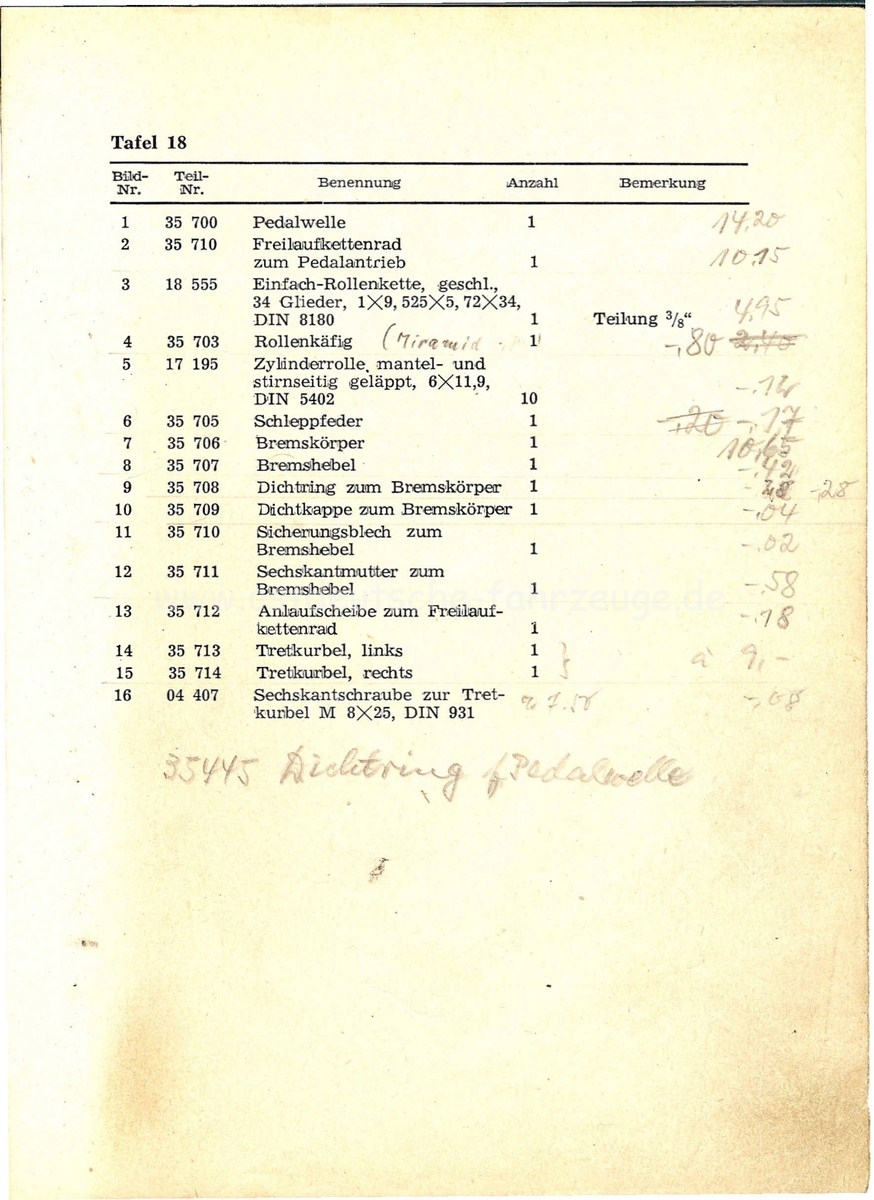 Tafel 18
Bild-Nr. Teil-Nr. Benennung Anzahl Bemerkung
1 35 700 Pedalwelle 1 14,20
2 35 710 Freilaufkettenrad
zum Pedalantrieb 1 10,15
3 18 555 Einfach-Rollenkette, geschl.,
34 Glieder, 1×9, 525×5, 72×34,
DIN 8180 1 Teilung 3/8“ 4,95
4 35 703 Rollenkäfig (Miramid 1 -,80 2,40
5 17 195 Zylinderrolle, mantel- und
stirnseitig geläppt, 6×11,9,
DIN 5402 10
6 35 705 Schleppfeder 1 -,20 -,17
7 35 706 Bremskörper 1 10,65
8 35 707 Bremshebel 1 -,42
9 35 708 Dichtring zum Bremskörper 1 -,28
10 35 709 Dichtkappe zum Bremskörper 1 -,04
11 35 710 Sicherungsblech zum
Bremshebel 1 -,02
12 35 711 Sechskantmutter zum
Bremshebel 1 -,58
13 35 712 Anlaufscheibe zum Freilauf-
kettenrad 1 -,18
14 35 713 Tretkurbel, links 1
15 35 714 Tretkurbel, rechts 1 à 9,-
16 04 407 Sechskantschraube zur Tret- -,08
kurbel M 8×25, DIN 931
35445 Dichtring f Pedalwelle